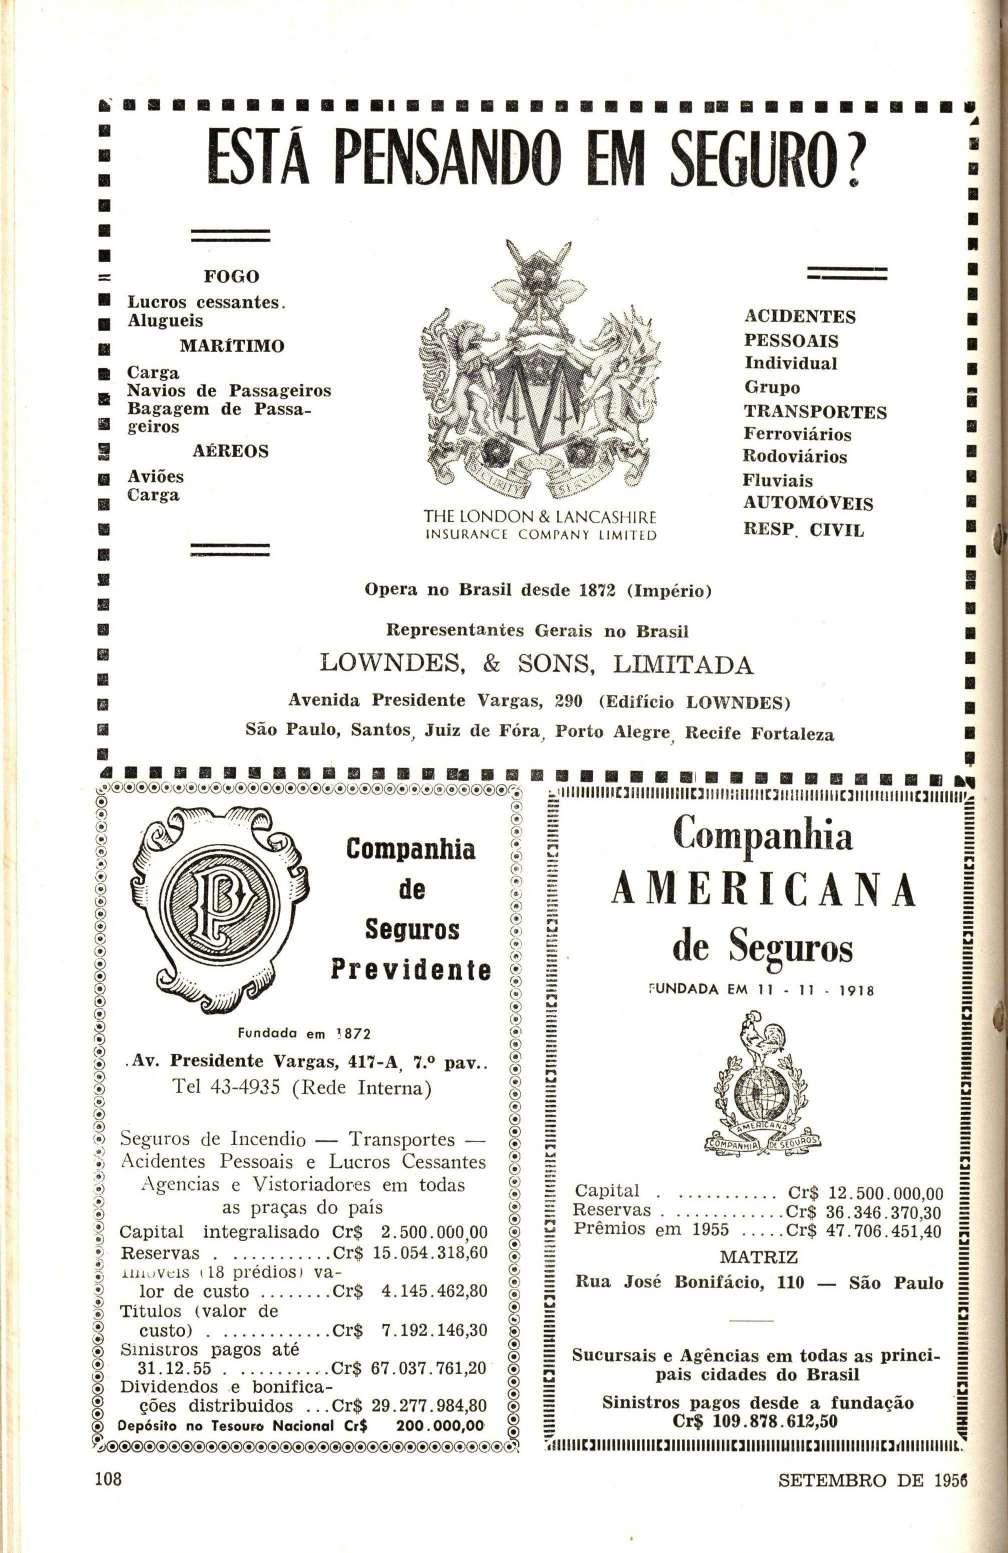 ESTÁ PENSANDO EM SEGURO?
FOGO
Lucros cessantes.
Alugueis
MARÍTIMO
Carga
Navios de Passageiros
Bagagem de Passa-
geiros
AÉREOS
Aviões
Carga
SECURITY SERVICE
THE LONDON & LANCASHIRE
INSURANCE COMPANY LIMITED
ACIDENTES
PESSOAIS
Individual
Grupo
TRANSPORTES
Ferroviários
Rodoviários
Fluviais
AUTOMÓVEIS
RESP. CIVIL
Opera no Brasil desde 1872 (Império)
Representantes Gerais no Brasil
LOWNDES, & SONS, LIMITADA
Avenida Presidente Vargas, 290 (Edifício LOWNDES)
São Paulo, Santos, Juiz de Fóra, Porto Alegre, Recife Fortaleza
P
Companhia
de
Seguros
Previdente
Fundada em 1872
.Av. Presidente Vargas, 417-A, 7.º pav..
Tel 43-4935 (Rede Interna)
Seguros de Incendio — Transportes —
Acidentes Pessoais e Lucros Cessantes
Agencias e Vistoriadores em todas
as praças do país
Capital integralisado Cr$ 2.500.000,00
Reservas . ...........Cr$ 15.054.318,60
Imóveis (18 prédios) va-
lor de custo ........Cr$ 4.145.462,80
Títulos (valor de
custo) . ............Cr$ 7.192.146,30
Sinistros pagos até
31.12.55 . ..........Cr$ 67.037.761,20
Dividendos e bonifica-
ções distribuidos ...Cr$ 29.277.984,80
Depósito no Tesouro Nacional Cr$ 200.000,00
Companhia
AMERICANA
de Seguros
FUNDADA EM 11 - 11 - 1918
AMERICANA
COMPANHIA DE SEGUROS
Capital . ........... Cr$ 12.500.000,00
Reservas .............Cr$ 36.346.370,30
Prêmios em 1955 .....Cr$ 47.706.451,40
MATRIZ
Rua José Bonifácio, 110 — São Paulo
Sucursais e Agências em todas as princi-
pais cidades do Brasil
Sinistros pagos desde a fundação
Cr$ 109.878.612,50
108
SETEMBRO DE 1956